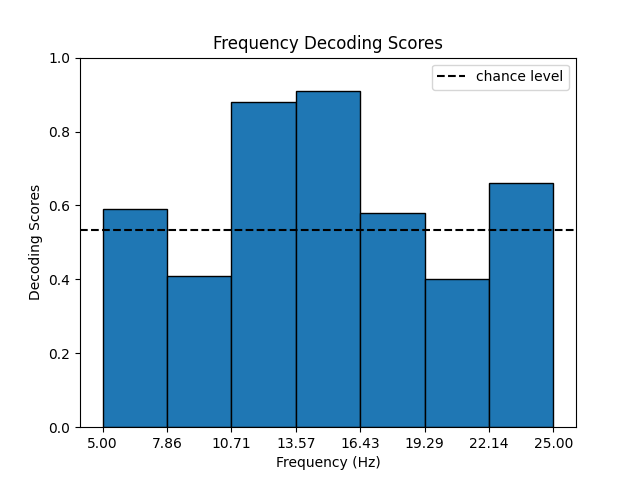 Frequency Decoding Scores
chance level
1.0
0.8
0.6
0.4
0.2
0.0
Decoding Scores
5.00 7.86 10.71 13.57 16.43 19.29 22.14 25.00
Frequency (Hz)